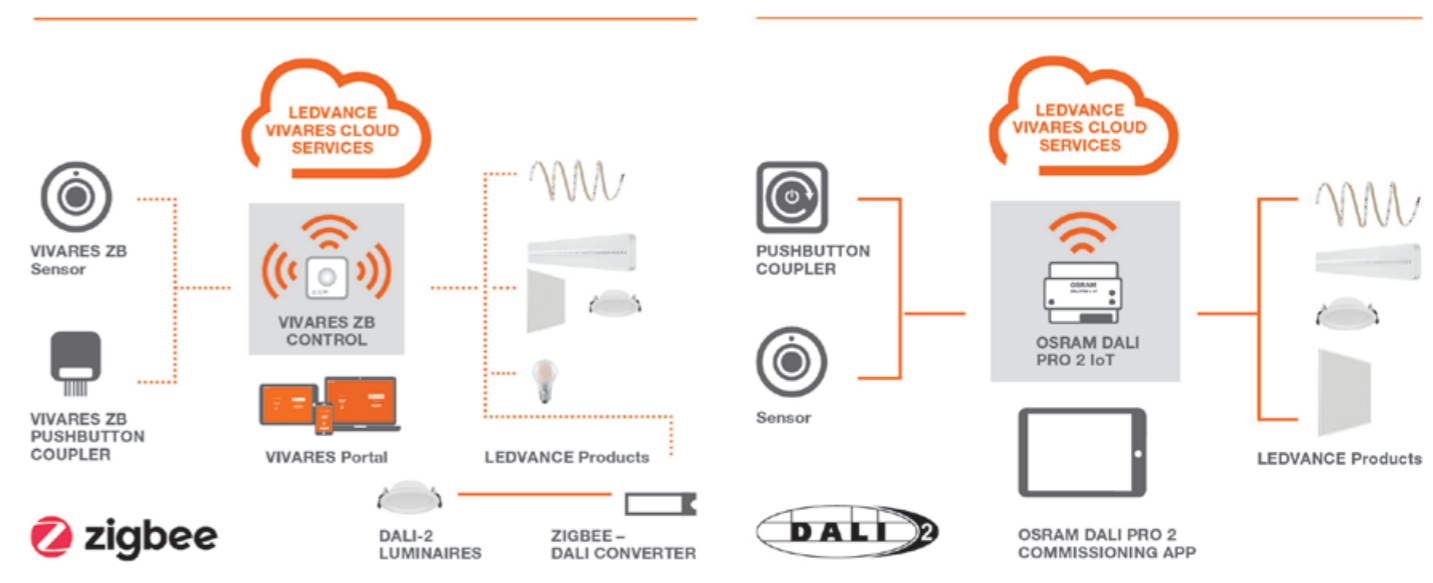 LEDVANCE
VIVARES CLOUD
SERVICES
VIVARES ZB
Sensor
VIVARES ZB
CONTROL
VIVARES ZB
PUSHBUTTON
COUPLER
VIVARES Portal
LEDVANCE Products
zigbee
DALI-2
LUMINAIRES
ZIGBEE –
DALI CONVERTER
LEDVANCE
VIVARES CLOUD
SERVICES
PUSHBUTTON
COUPLER
OSRAM
OSRAM DALI
PRO 2 IoT
Sensor
LEDVANCE Products
DALI 2
OSRAM DALI PRO 2
COMMISSIONING APP